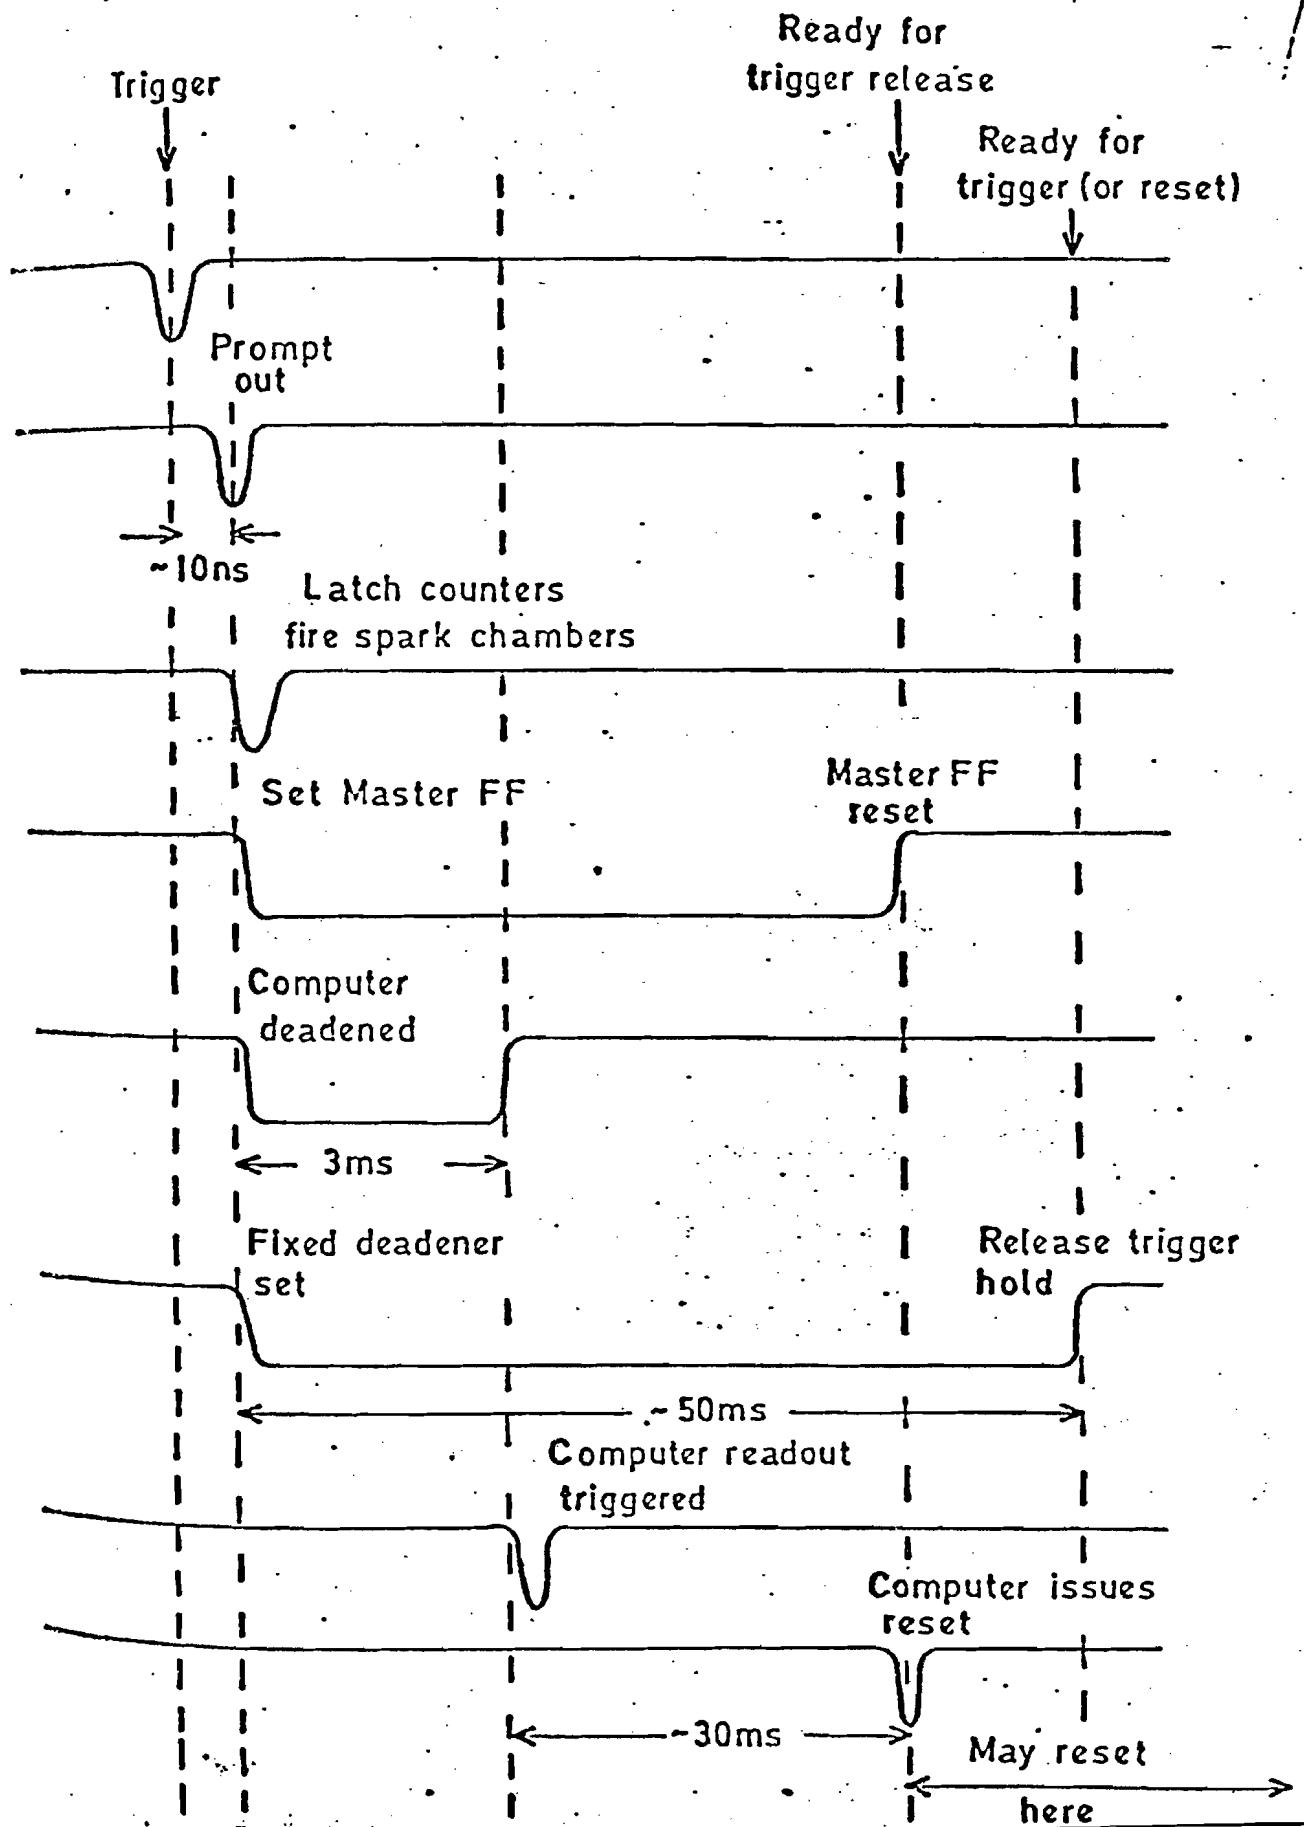 Ready for
trigger release
Trigger
Ready for
trigger (or reset)
Prompt
out
~10ns
Latch counters
fire spark chambers
Set Master FF
Master FF
reset
Computer
deadened
3ms
Fixed deadener
set
Release trigger
hold
~50ms
Computer readout
triggered
Computer issues
reset
~30ms
May reset
here